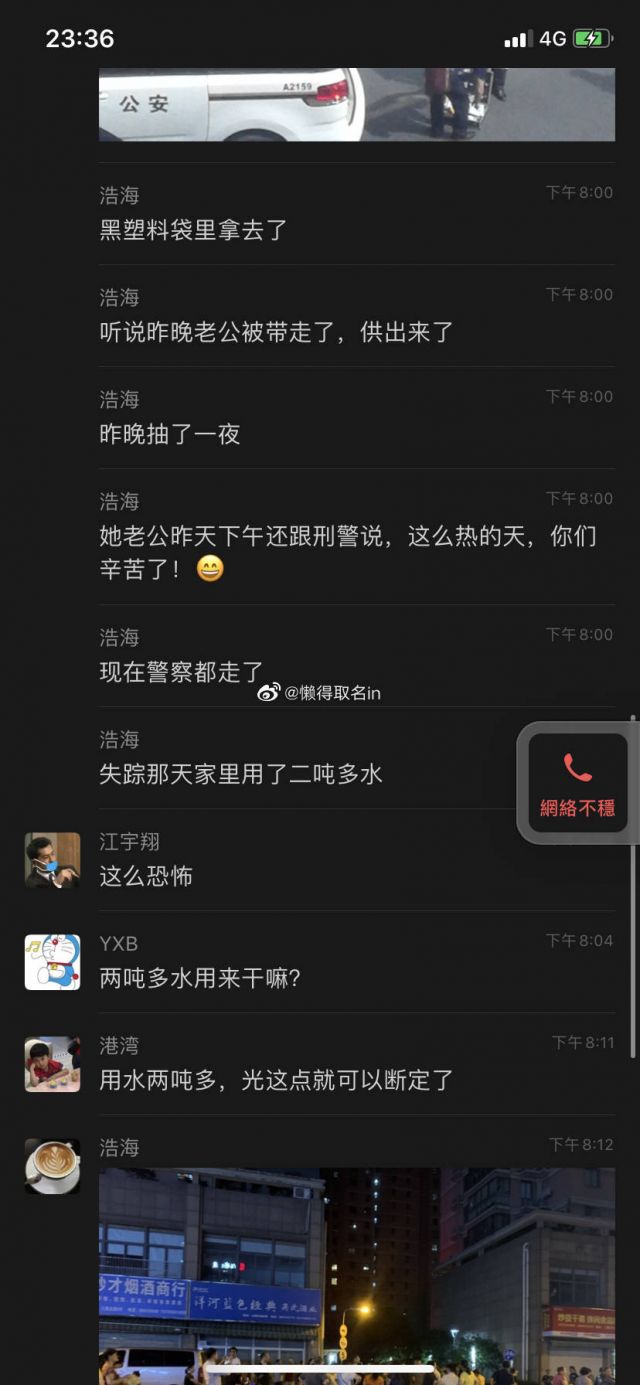 23:36
4G
公安
A2159
浩海
下午8:00
黑塑料袋里拿去了
浩海
下午8:00
听说昨晚老公被带走了，供出来了
浩海
下午8:00
昨晚抽了一夜
浩海
下午8:00
她老公昨天下午还跟刑警说，这么热的天，你们
辛苦了！😄
浩海
下午8:00
现在警察都走了
@懒得取名in
浩海
失踪那天家里用了二吨多水
網絡不穩
江宇翔
这么恐怖
YXB
下午8:04
两吨多水用来干嘛?
港湾
下午8:11
用水两吨多，光这点就可以断定了
浩海
下午8:12
才烟酒商行
洋河蓝色经典